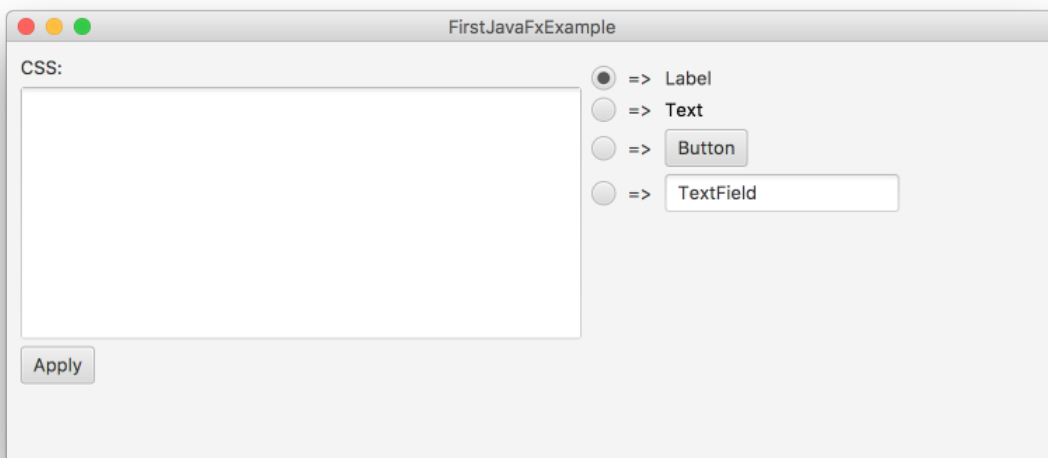 FirstJavaFxExample
CSS:
=> Label
=> Text
=> Button
=> TextField
Apply